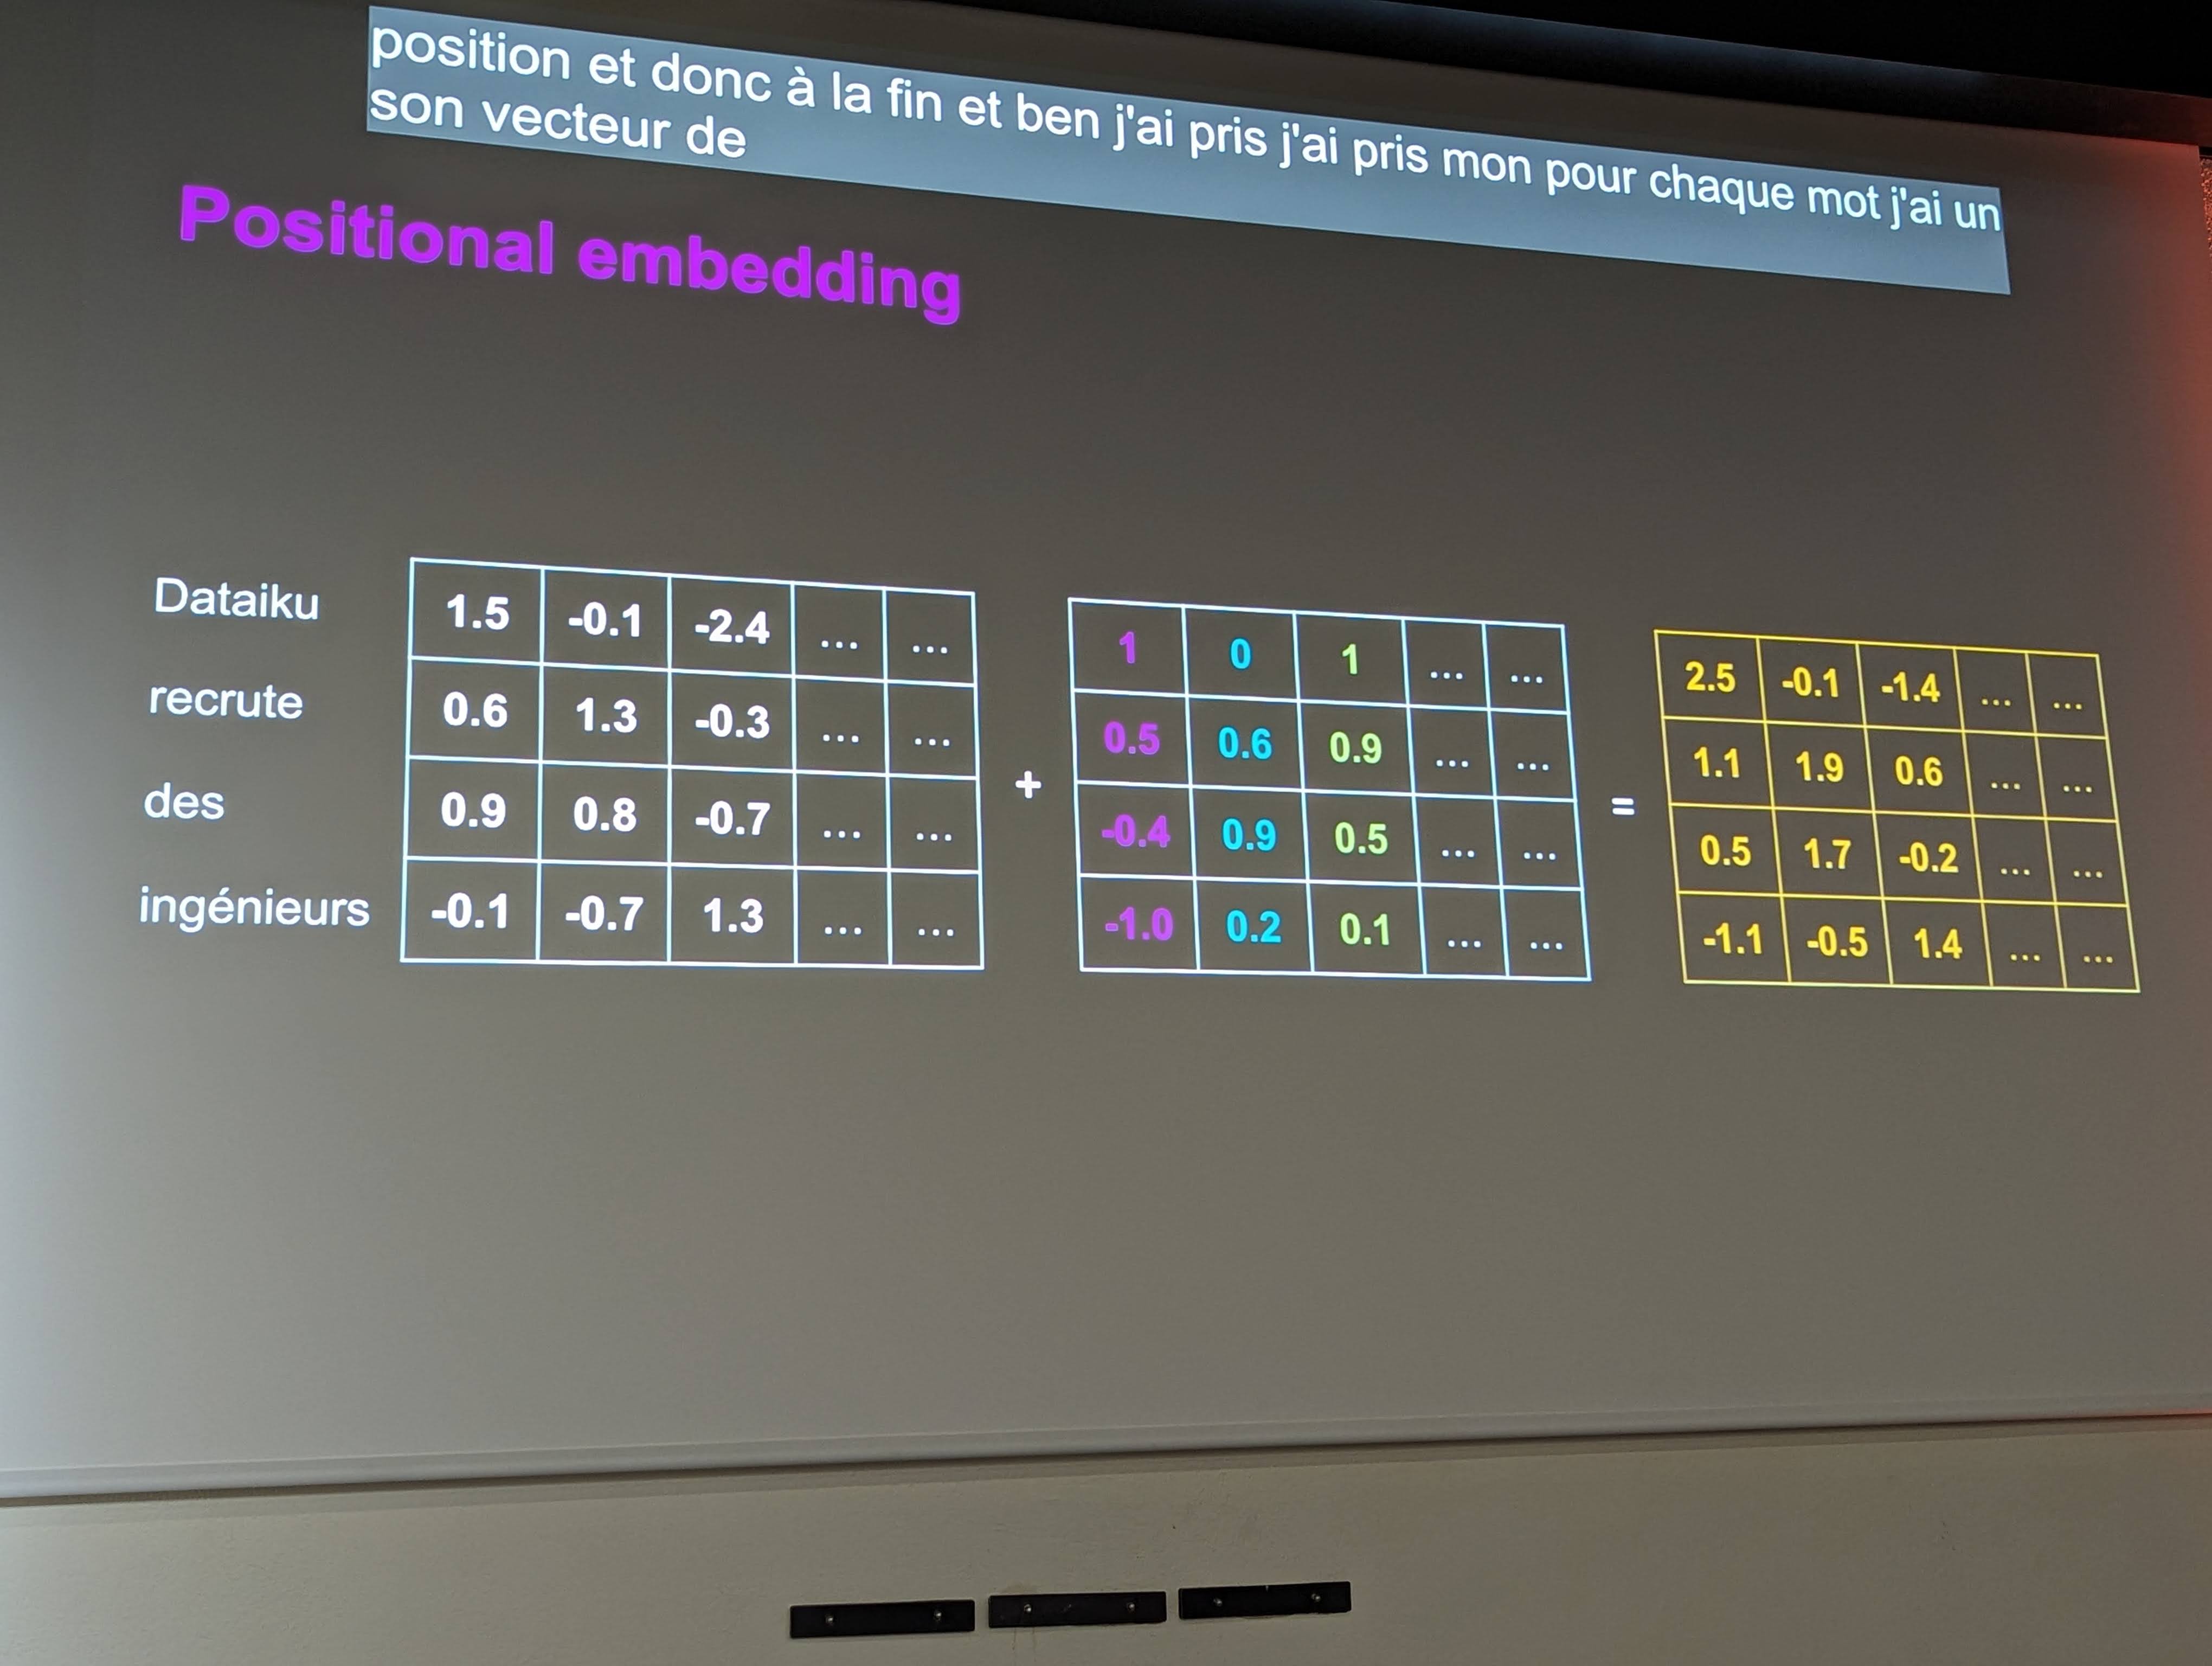 position et donc à la fin et ben j'ai pris j'ai pris mon pour chaque mot j'ai un
son vecteur de
Positional embedding
Dataiku 1.5 -0.1 -2.4 ... ... 1 0 1 ... ... 2.5 -0.1 -1.4 ... ...
recrute 0.6 1.3 -0.3 ... ... 0.5 0.6 0.9 ... ... 1.1 1.9 0.6 ... ...
+ =
des 0.9 0.8 -0.7 ... ... -0.4 0.9 0.5 ... ... 0.5 1.7 -0.2 ... ...
ingénieurs -0.1 -0.7 1.3 ... ... -1.0 0.2 0.1 ... ... -1.1 -0.5 1.4 ... ...